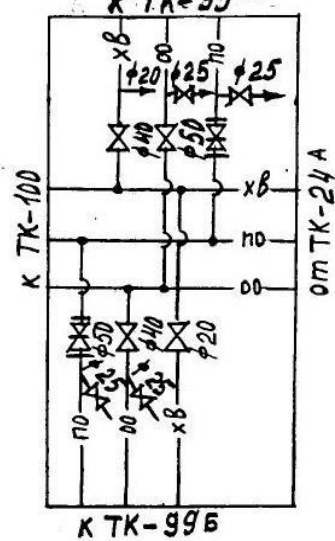 К ТК-99
ХВ
ОО
ПО
ф20
ф25
ф25
ф40
ф50
ХВ
ПО
ОО
К ТК-100
от ТК-24 А
ф50
ф40
ф20
ПО
ОО
ХВ
К ТК-99Б